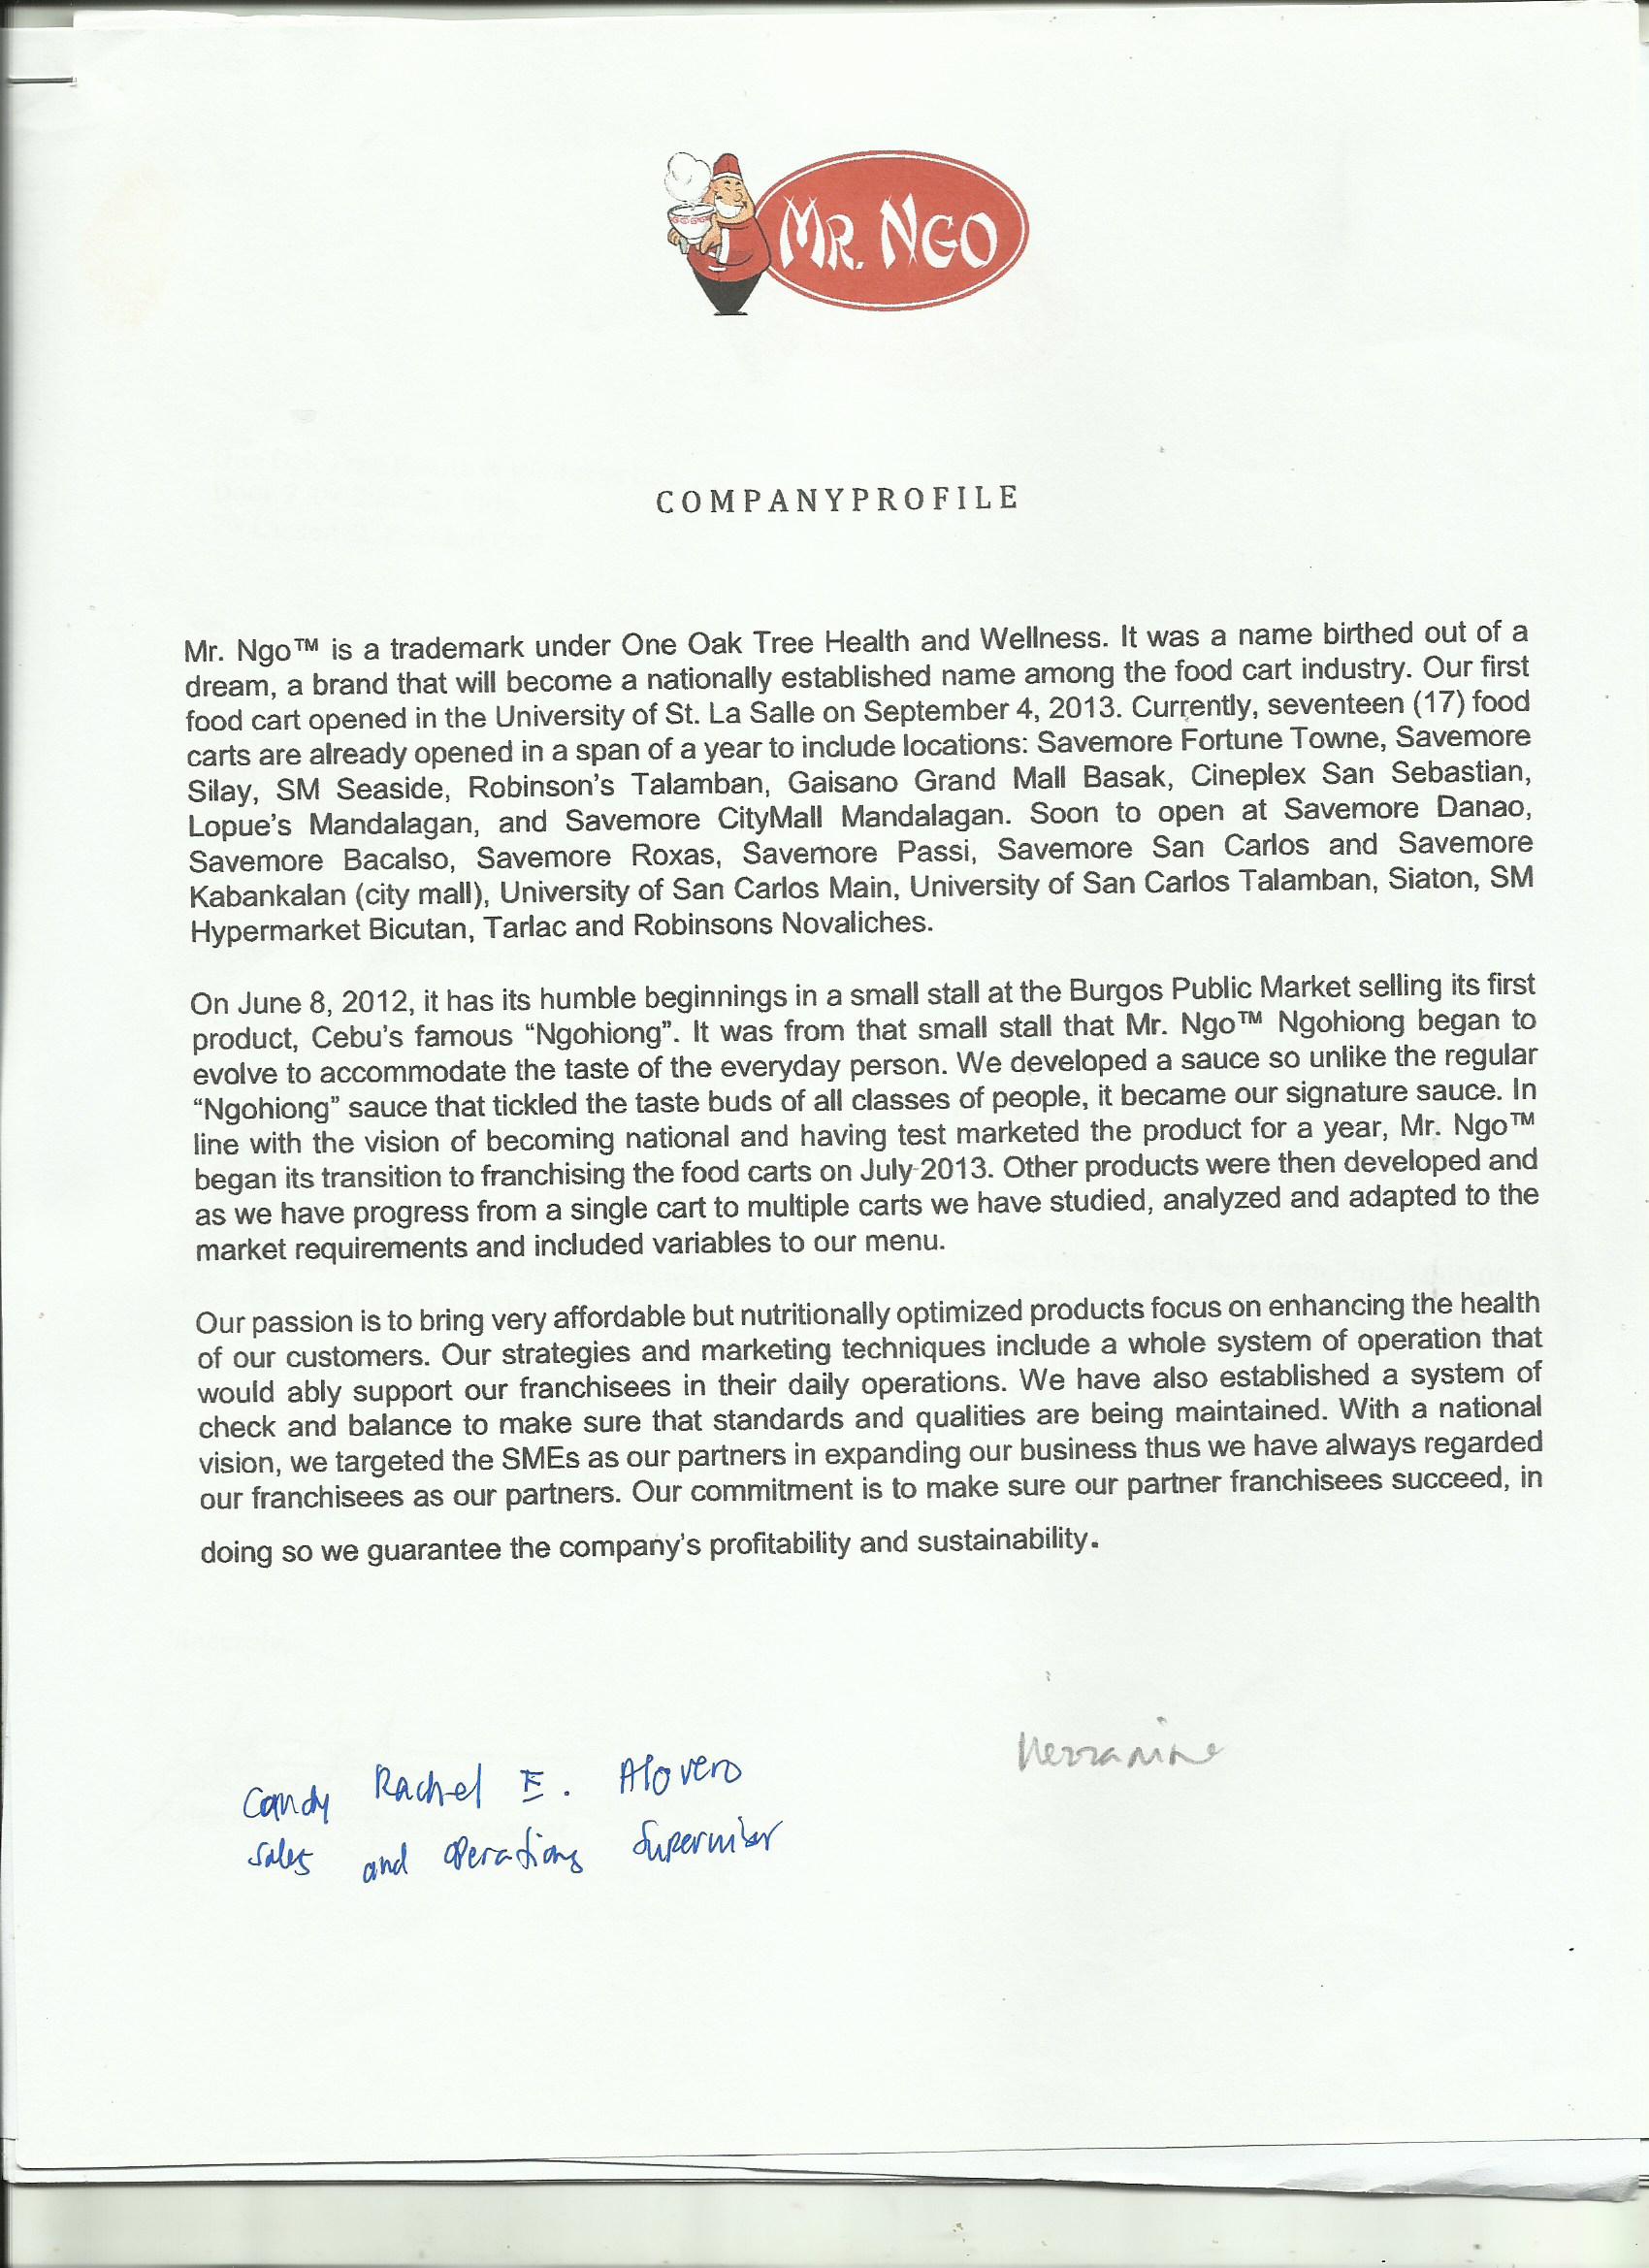 MR. NGO
COMPANYPROFILE
Mr. Ngo™ is a trademark under One Oak Tree Health and Wellness. It was a name birthed out of a
dream, a brand that will become a nationally established name among the food cart industry. Our first
food cart opened in the University of St. La Salle on September 4, 2013. Currently, seventeen (17) food
carts are already opened in a span of a year to include locations: Savemore Fortune Towne, Savemore
Silay, SM Seaside, Robinson's Talamban, Gaisano Grand Mall Basak, Cineplex San Sebastian,
Lopue's Mandalagan, and Savemore CityMall Mandalagan. Soon to open at Savemore Danao,
Savemore Bacalso, Savemore Roxas, Savemore Passi, Savemore San Carlos and Savemore
Kabankalan (city mall), University of San Carlos Main, University of San Carlos Talamban, Siaton, SM
Hypermarket Bicutan, Tarlac and Robinsons Novaliches.
On June 8, 2012, it has its humble beginnings in a small stall at the Burgos Public Market selling its first
product, Cebu's famous “Ngohiong”. It was from that small stall that Mr. Ngo™ Ngohiong began to
evolve to accommodate the taste of the everyday person. We developed a sauce so unlike the regular
“Ngohiong” sauce that tickled the taste buds of all classes of people, it became our signature sauce. In
line with the vision of becoming national and having test marketed the product for a year, Mr. Ngo™
began its transition to franchising the food carts on July 2013. Other products were then developed and
as we have progress from a single cart to multiple carts we have studied, analyzed and adapted to the
market requirements and included variables to our menu.
Our passion is to bring very affordable but nutritionally optimized products focus on enhancing the health
of our customers. Our strategies and marketing techniques include a whole system of operation that
would ably support our franchisees in their daily operations. We have also established a system of
check and balance to make sure that standards and qualities are being maintained. With a national
vision, we targeted the SMEs as our partners in expanding our business thus we have always regarded
our franchisees as our partners. Our commitment is to make sure our partner franchisees succeed, in
doing so we guarantee the company's profitability and sustainability.
Candy Rachel E. Alovero
Sales and Operations Supervisor